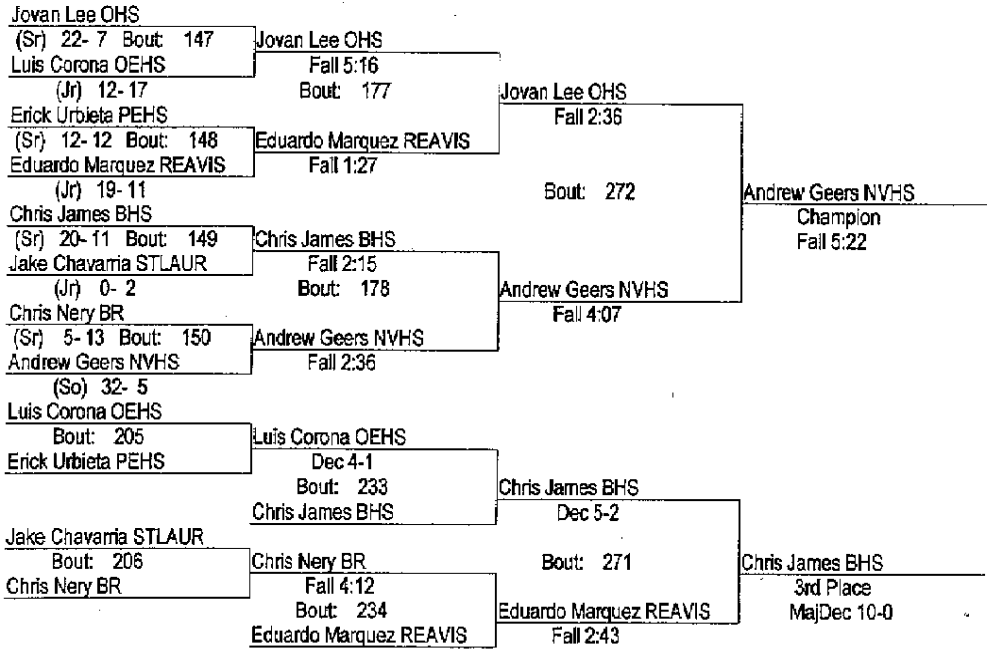 Jovan Lee OHS
(Sr) 22- 7 Bout: 147 Jovan Lee OHS
Luis Corona OEHS Fall 5:16
(Jr) 12- 17 Bout: 177 Jovan Lee OHS
Erick Urbieta PEHS Fall 2:36
(Sr) 12- 12 Bout: 148 Eduardo Marquez REAVIS
Eduardo Marquez REAVIS Fall 1:27
(Jr) 19- 11 Bout: 272 Andrew Geers NVHS
Chris James BHS Champion
(Sr) 20- 11 Bout: 149 Chris James BHS Fall 5:22
Jake Chavarria STLAUR Fall 2:15
(Jr) 0- 2 Bout: 178 Andrew Geers NVHS
Chris Nery BR Fall 4:07
(Sr) 5- 13 Bout: 150 Andrew Geers NVHS
Andrew Geers NVHS Fall 2:36
(So) 32- 5
Luis Corona OEHS
Bout: 205 Luis Corona OEHS
Erick Urbieta PEHS Dec 4-1
Bout: 233 Chris James BHS
Chris James BHS Dec 5-2
Jake Chavarria STLAUR
Bout: 206 Chris Nery BR Bout: 271 Chris James BHS
Chris Nery BR Fall 4:12 3rd Place
Bout: 234 Eduardo Marquez REAVIS MajDec 10-0
Eduardo Marquez REAVIS Fall 2:43